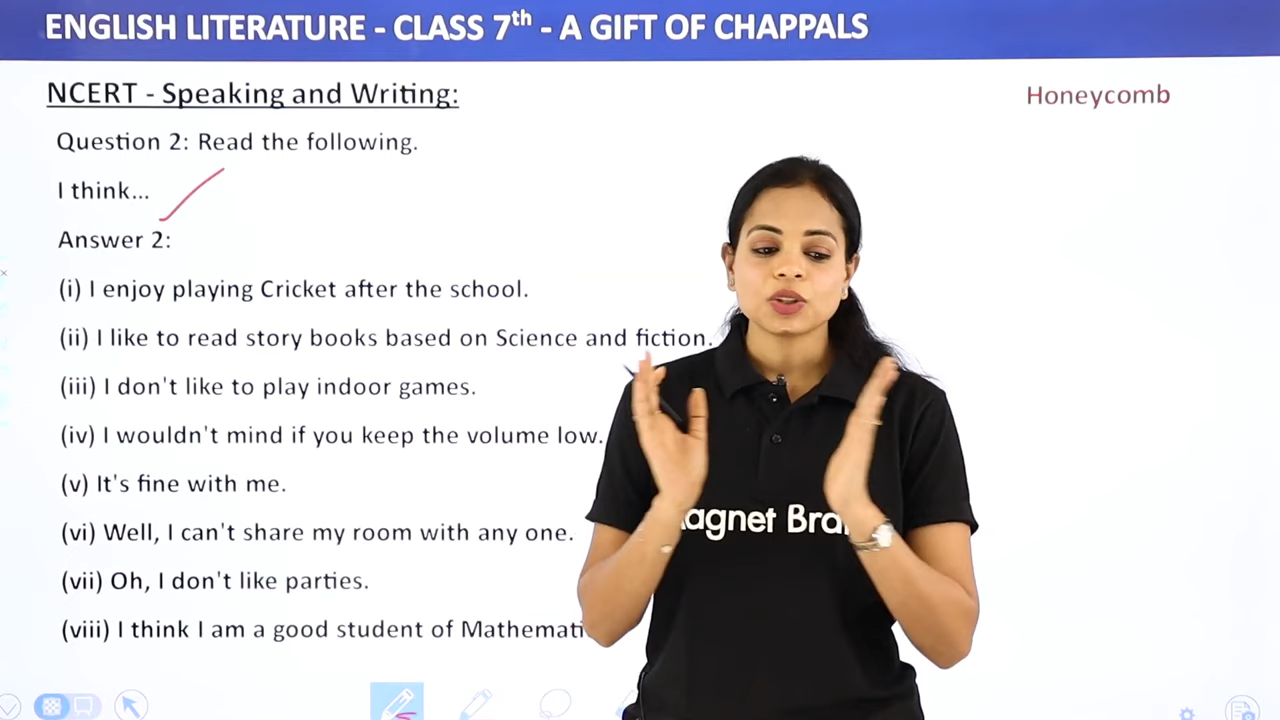 ENGLISH LITERATURE - CLASS 7th - A GIFT OF CHAPPALS
NCERT - Speaking and Writing:
Honeycomb
Question 2: Read the following.
I think...
Answer 2:
(i) I enjoy playing Cricket after the school.
(ii) I like to read story books based on Science and fiction.
(iii) I don't like to play indoor games.
(iv) I wouldn't mind if you keep the volume low.
(v) It's fine with me.
(vi) Well, I can't share my room with any one.
(vii) Oh, I don't like parties.
(viii) I think I am a good student of